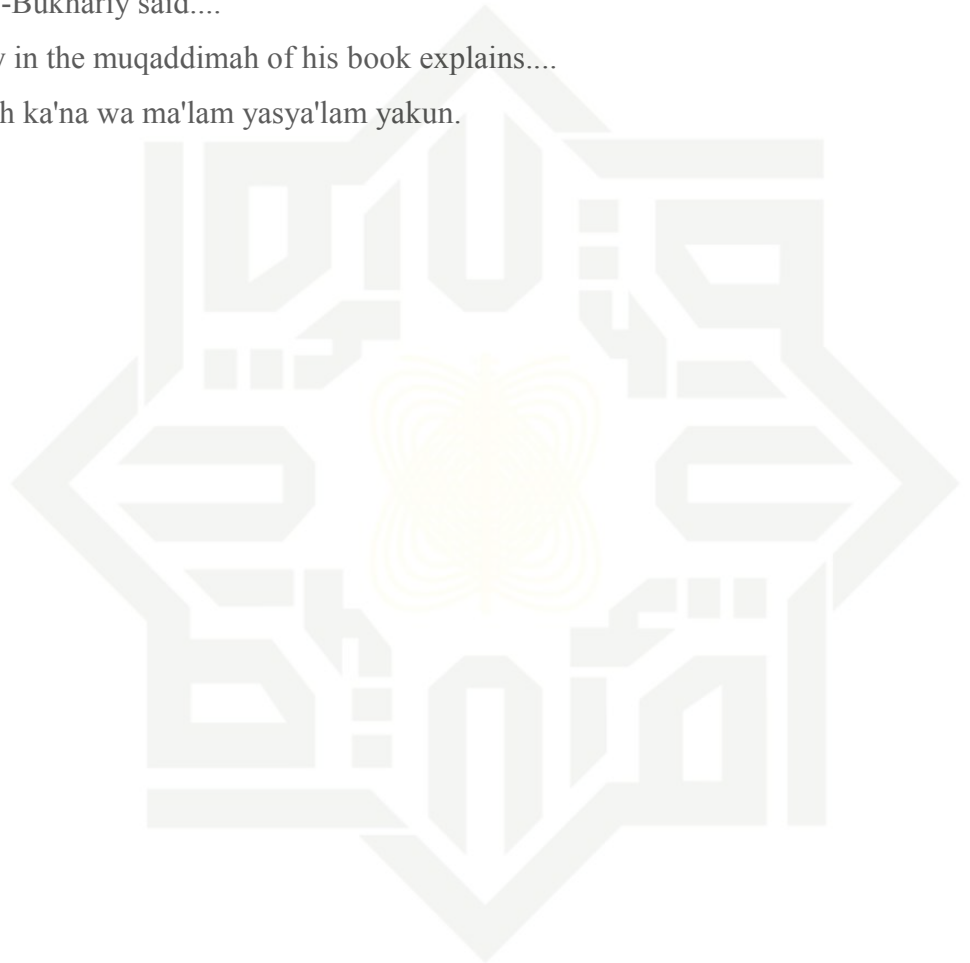 -Bukhariy said....
y in the muqaddimah of his book explains....
h ka'na wa ma'lam yasya'lam yakun.